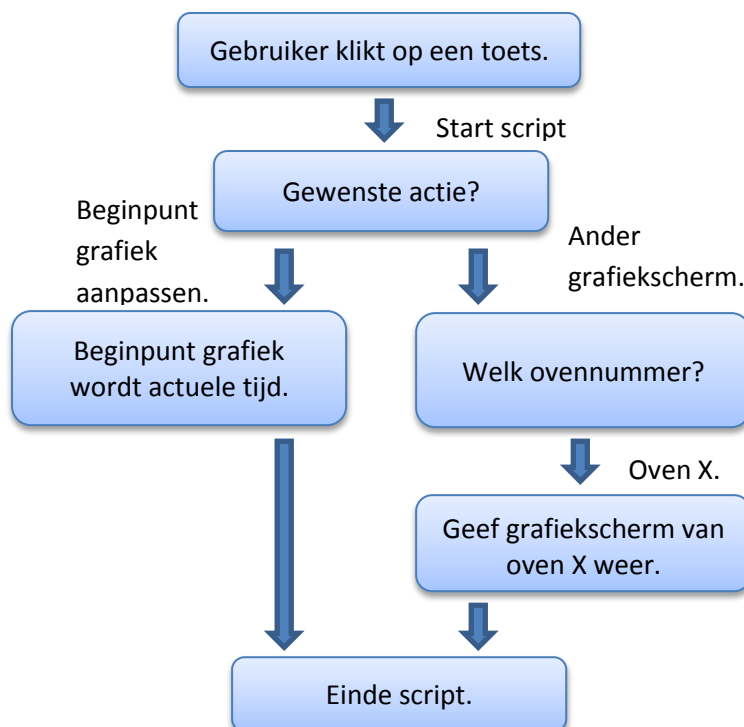 Gebruiker klikt op een toets.
Start script
Gewenste actie?
Beginpunt
grafiek
aanpassen.
Ander
grafiekscherm.
Beginpunt grafiek
wordt actuele tijd.
Welk ovennummer?
Oven X.
Geef grafiekscherm van
oven X weer.
Einde script.